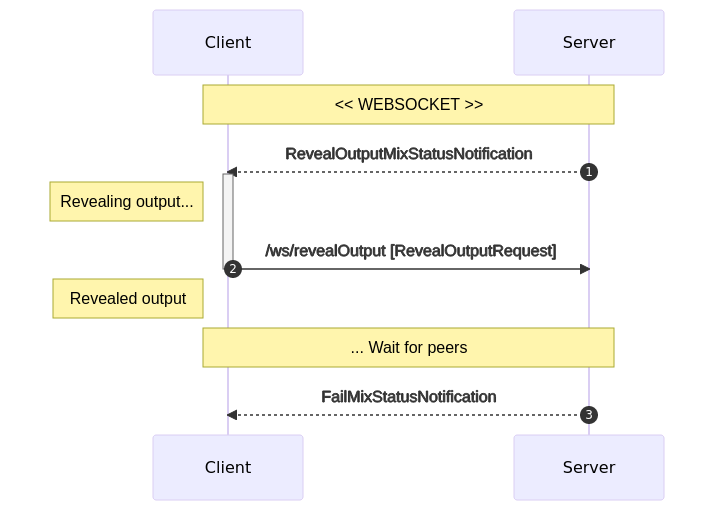 Client
Server
<< WEBSOCKET >>
RevealOutputMixStatusNotification
1
Revealing output...
/ws/revealOutput [RevealOutputRequest]
2
Revealed output
... Wait for peers
FailMixStatusNotification
3
Client
Server